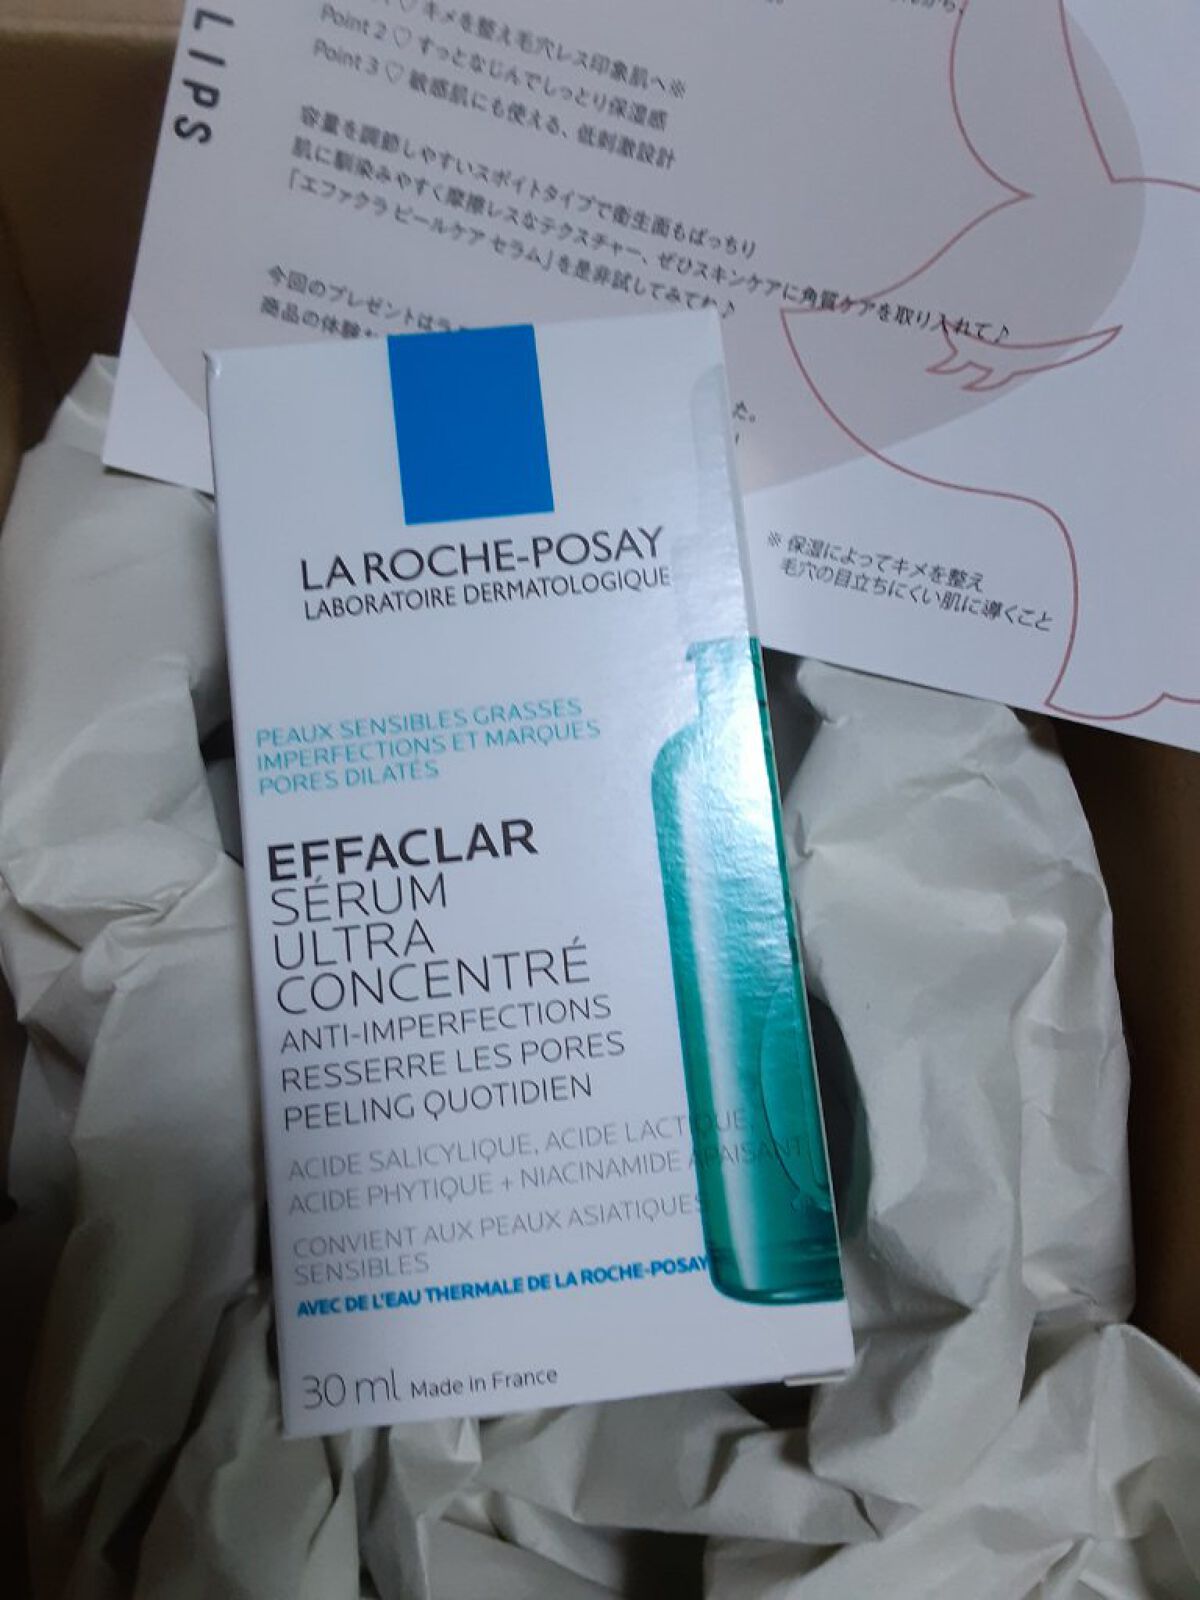 LIPS
キメを整え毛穴レス印象肌へ※
Point 2 ♡ すっとなじんでしっとり保湿感
Point 3 ♡ 敏感肌にも使える、低刺激設計
容量を調節しやすいスポイトタイプで衛生面もばっちり
肌に馴染みやすく摩擦レスなテクスチャー、ぜひスキンケアに角質ケアを取り入れて♪
「エファクラ ピールケア セラム」を是非試してみてね♪
今回のプレゼントは
商品の体験
た。
※ 保湿によってキメを整え
毛穴の目立ちにくい肌に導くこと
LA ROCHE-POSAY
LABORATOIRE DERMATOLOGIQUE
PEAUX SENSIBLES GRASSES
IMPERFECTIONS ET MARQUES
PORES DILATÉS
EFFACLAR
SÉRUM
ULTRA
CONCENTRÉ
ANTI-IMPERFECTIONS
RESSERRE LES PORES
PEELING QUOTIDIEN
ACIDE SALICYLIQUE, ACIDE LACTIQUE,
ACIDE PHYTIQUE + NIACINAMIDE APAISANT
CONVIENT AUX PEAUX ASIATIQUES
SENSIBLES
AVEC DE L'EAU THERMALE DE LA ROCHE-POSAY
30 ml Made in France